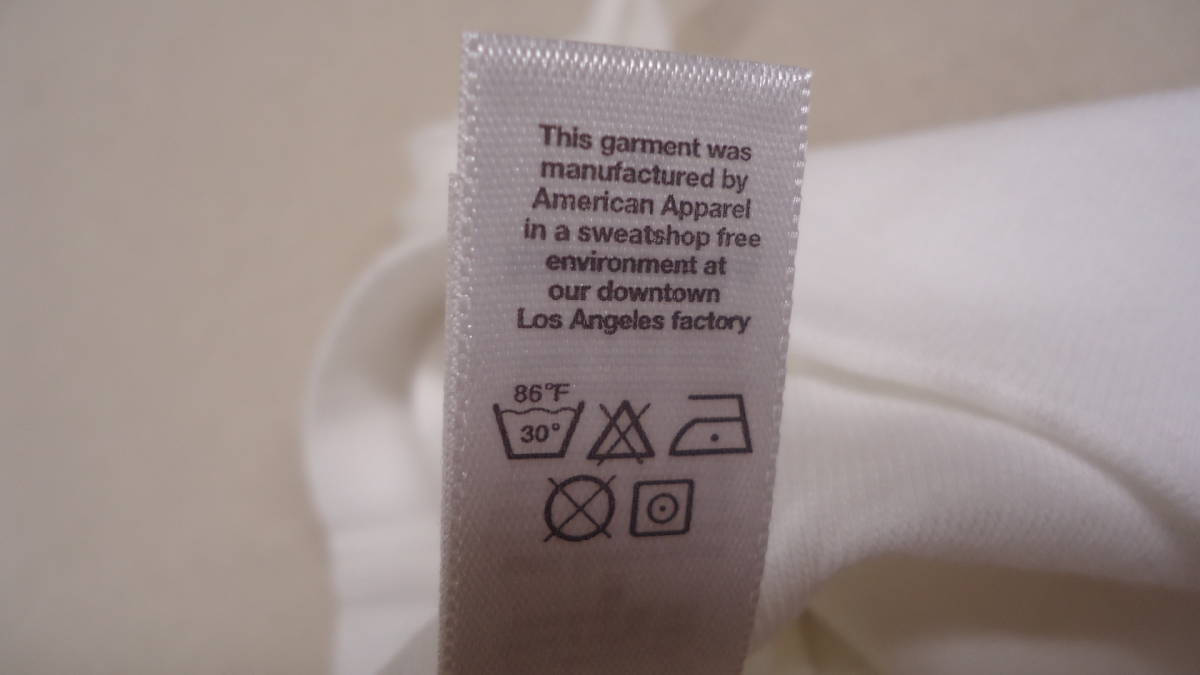 This garment was
manufactured by
American Apparel
in a sweatshop free
environment at
our downtown
Los Angeles factory
86°F
30°